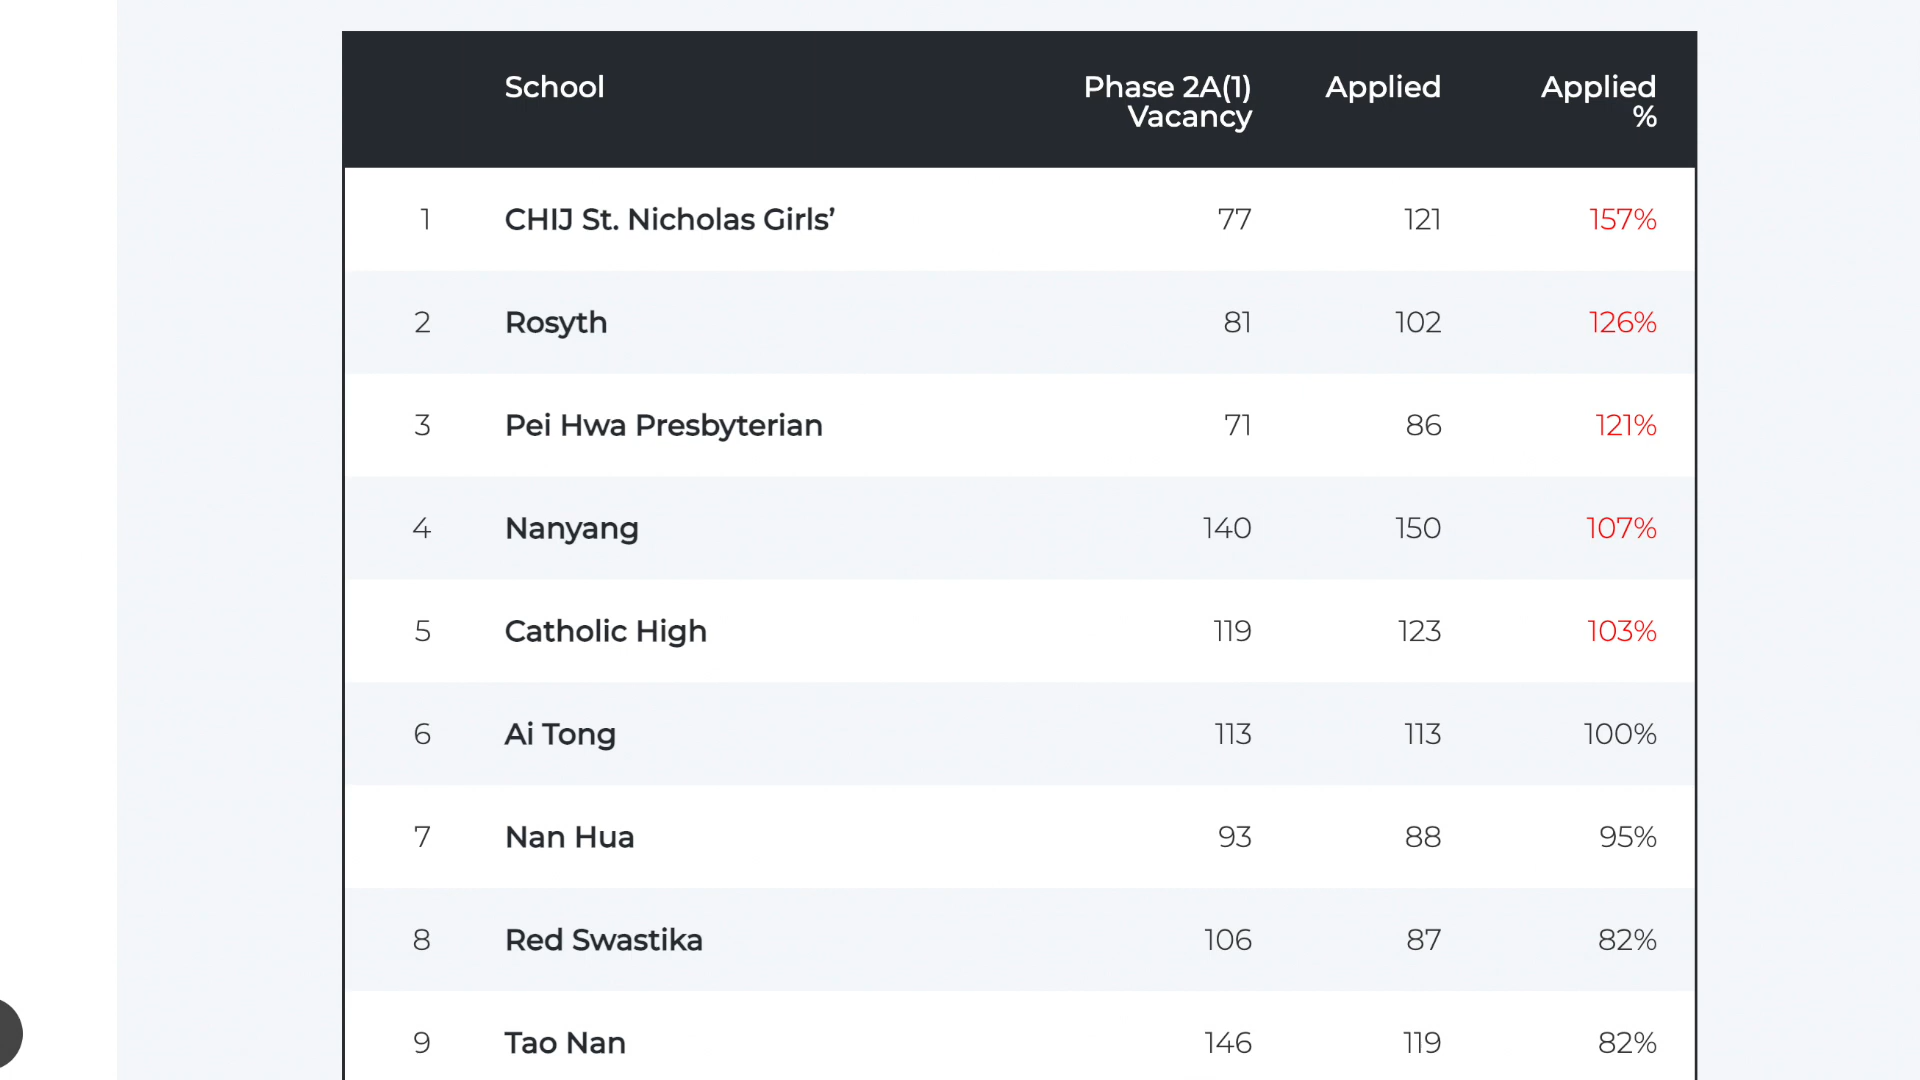 School Phase 2A(1) Vacancy Applied Applied %
1 CHIJ St. Nicholas Girls’ 77 121 157%
2 Rosyth 81 102 126%
3 Pei Hwa Presbyterian 71 86 121%
4 Nanyang 140 150 107%
5 Catholic High 119 123 103%
6 Ai Tong 113 113 100%
7 Nan Hua 93 88 95%
8 Red Swastika 106 87 82%
9 Tao Nan 146 119 82%